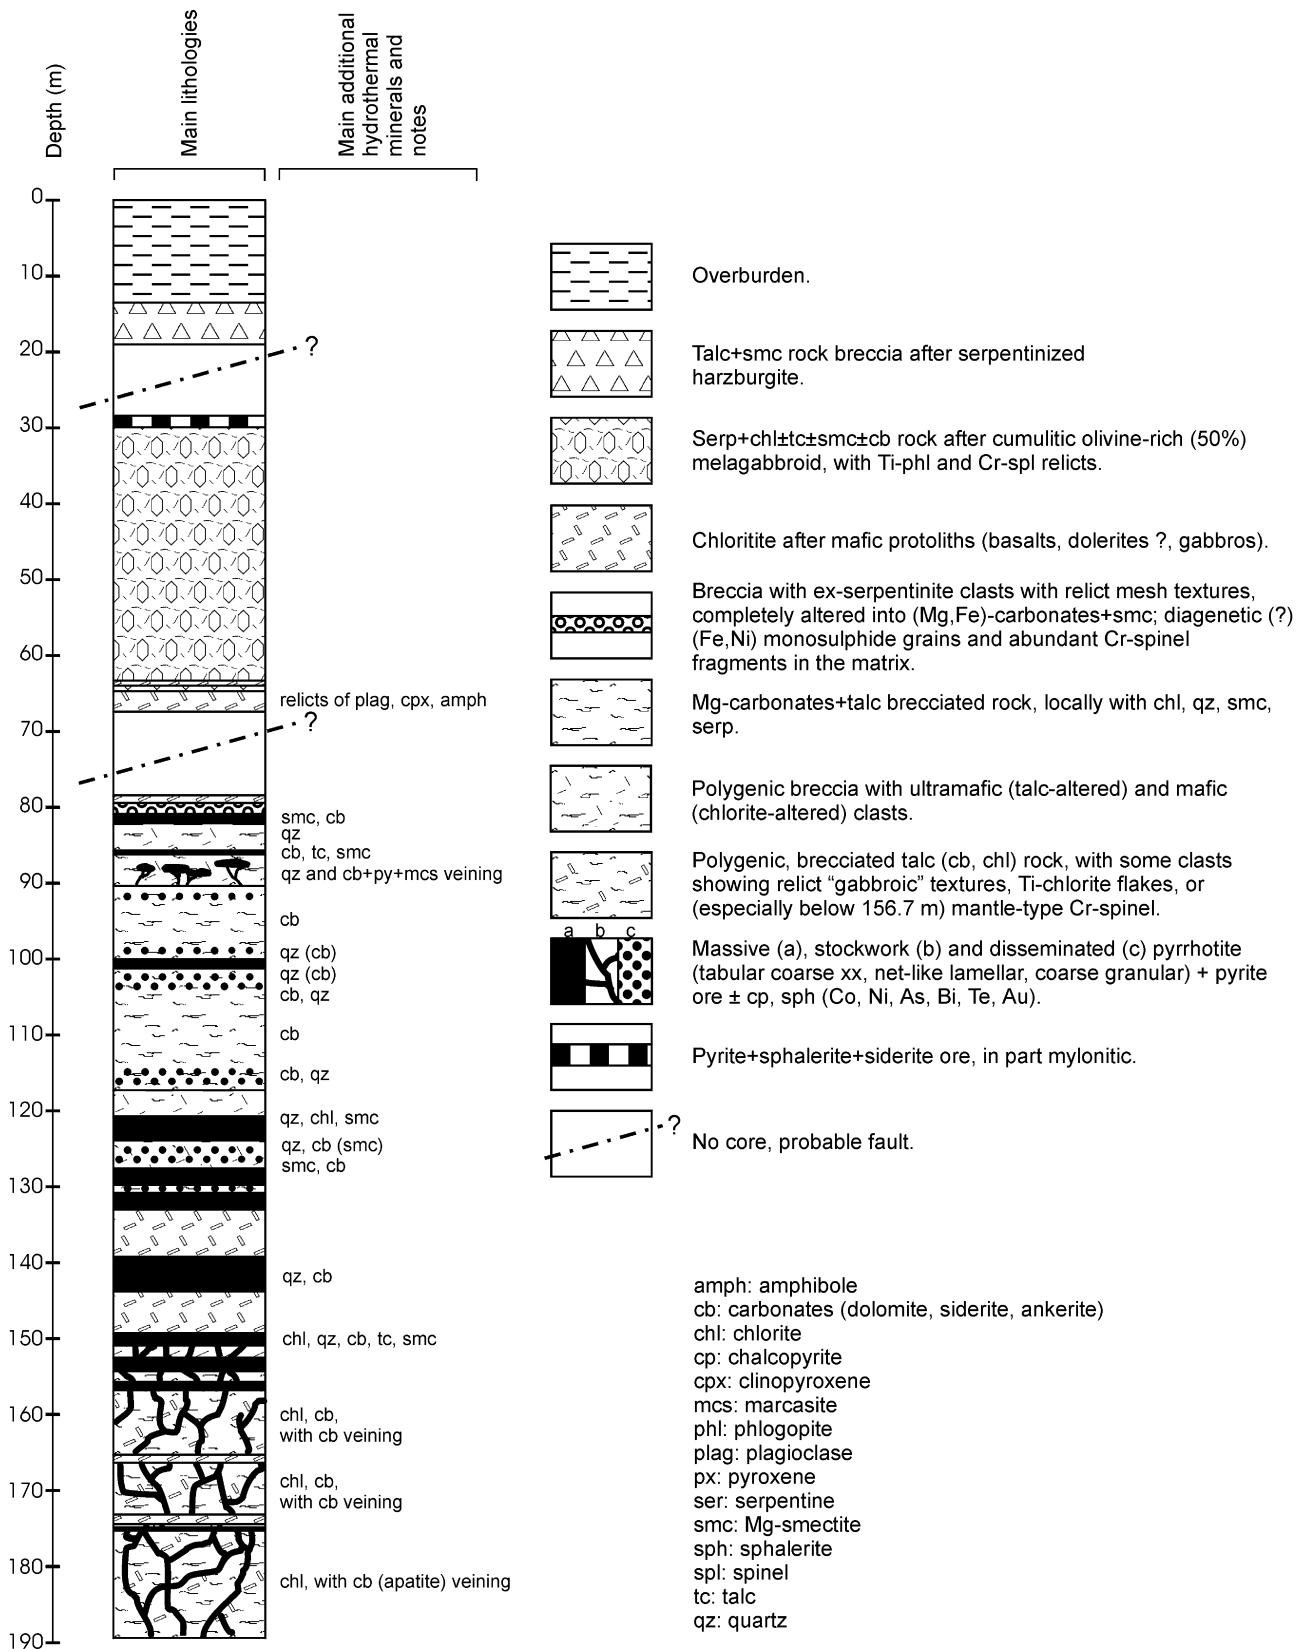 Depth (m)
Main lithologies
Main additional
hydrothermal
minerals and
notes
0
10
20
30
40
50
60
70
80
90
100
110
120
130
140
150
160
170
180
190
?
relicts of plag, cpx, amph
?
smc, cb
qz
cb, tc, smc
qz and cb+py+mcs veining
cb
qz (cb)
qz (cb)
cb, qz
cb
cb, qz
qz, chl, smc
qz, cb (smc)
smc, cb
qz, cb
chl, qz, cb, tc, smc
chl, cb,
with cb veining
chl, cb,
with cb veining
chl, with cb (apatite) veining
Overburden.
Talc+smc rock breccia after serpentinized
harzburgite.
Serp+chl±tc±smc±cb rock after cumulitic olivine-rich (50%)
melagabbroid, with Ti-phl and Cr-spl relicts.
Chloritite after mafic protoliths (basalts, dolerites ?, gabbros).
Breccia with ex-serpentinite clasts with relict mesh textures,
completely altered into (Mg,Fe)-carbonates+smc; diagenetic (?)
(Fe,Ni) monosulphide grains and abundant Cr-spinel
fragments in the matrix.
Mg-carbonates+talc brecciated rock, locally with chl, qz, smc,
serp.
Polygenic breccia with ultramafic (talc-altered) and mafic
(chlorite-altered) clasts.
Polygenic, brecciated talc (cb, chl) rock, with some clasts
showing relict “gabbroic” textures, Ti-chlorite flakes, or
(especially below 156.7 m) mantle-type Cr-spinel.
a b c
Massive (a), stockwork (b) and disseminated (c) pyrrhotite
(tabular coarse xx, net-like lamellar, coarse granular) + pyrite
ore ± cp, sph (Co, Ni, As, Bi, Te, Au).
Pyrite+sphalerite+siderite ore, in part mylonitic.
?
No core, probable fault.
amph: amphibole
cb: carbonates (dolomite, siderite, ankerite)
chl: chlorite
cp: chalcopyrite
cpx: clinopyroxene
mcs: marcasite
phl: phlogopite
plag: plagioclase
px: pyroxene
ser: serpentine
smc: Mg-smectite
sph: sphalerite
spl: spinel
tc: talc
qz: quartz